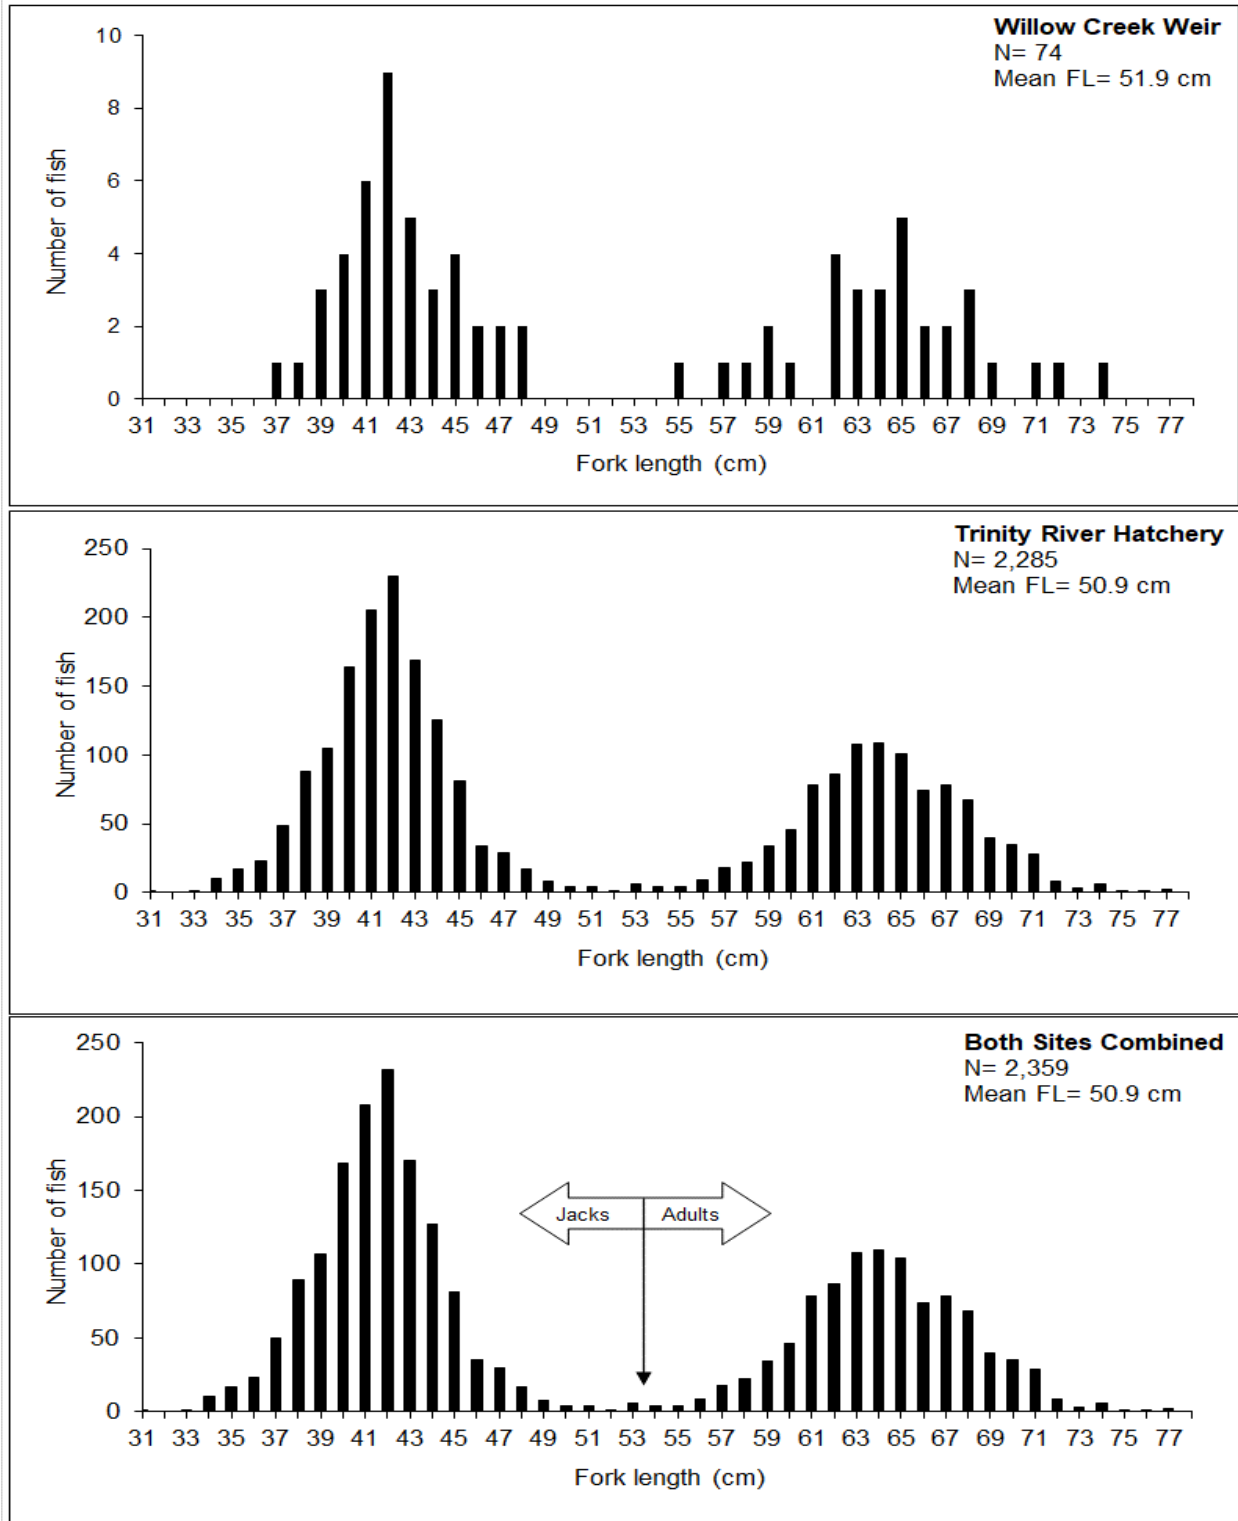 Willow Creek Weir
N= 74
Mean FL= 51.9 cm
10
8
6
4
2
0
Number of fish
31 33 35 37 39 41 43 45 47 49 51 53 55 57 59 61 63 65 67 69 71 73 75 77
Fork length (cm)
Trinity River Hatchery
N= 2,285
Mean FL= 50.9 cm
250
200
150
100
50
0
Number of fish
31 33 35 37 39 41 43 45 47 49 51 53 55 57 59 61 63 65 67 69 71 73 75 77
Fork length (cm)
Both Sites Combined
N= 2,359
Mean FL= 50.9 cm
250
200
150
100
50
0
Number of fish
Jacks Adults
31 33 35 37 39 41 43 45 47 49 51 53 55 57 59 61 63 65 67 69 71 73 75 77
Fork length (cm)